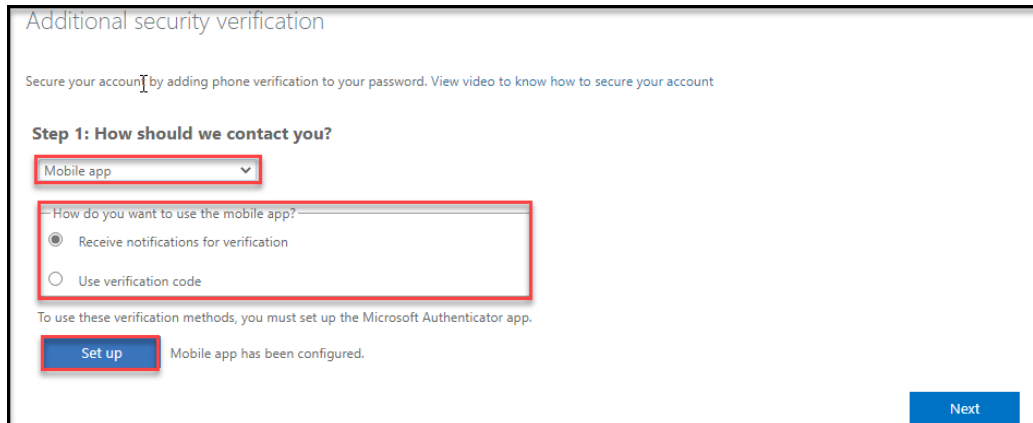 Additional security verification
Secure your account by adding phone verification to your password. View video to know how to secure your account
Step 1: How should we contact you?
Mobile app
How do you want to use the mobile app?
Receive notifications for verification
Use verification code
To use these verification methods, you must set up the Microsoft Authenticator app.
Set up Mobile app has been configured.
Next